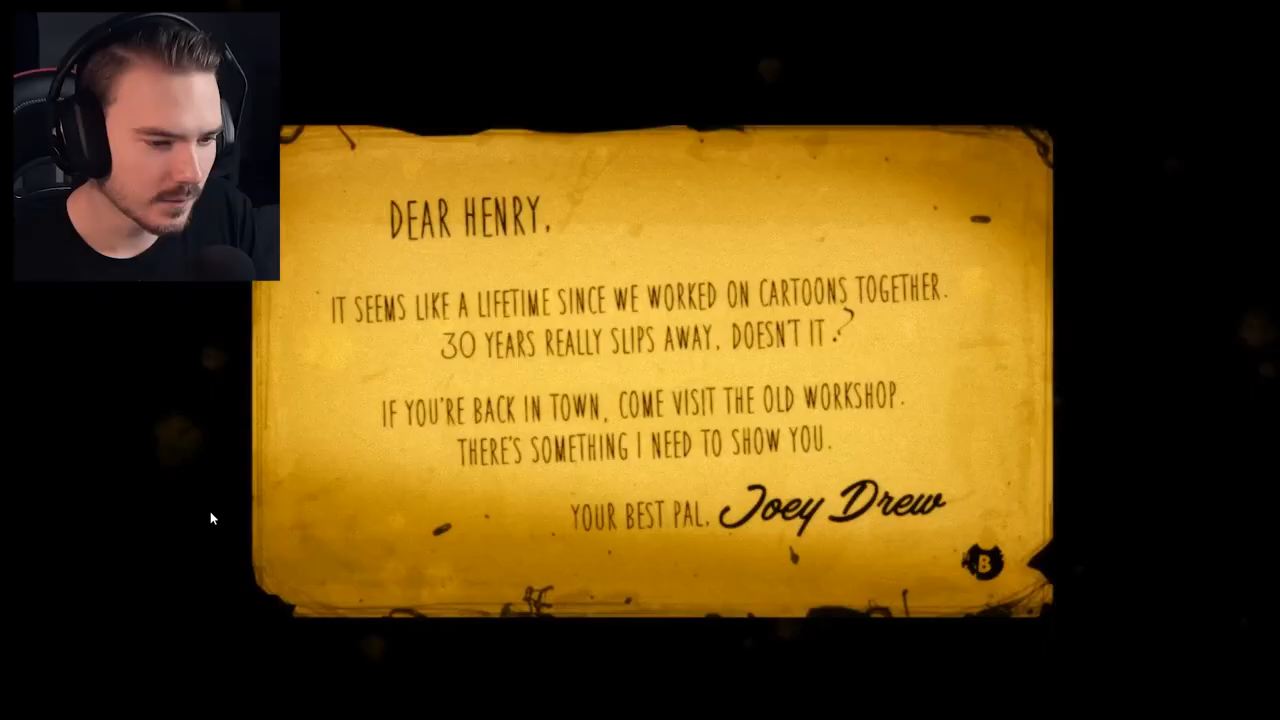 DEAR HENRY,
IT SEEMS LIKE A LIFETIME SINCE WE WORKED ON CARTOONS TOGETHER.
30 YEARS REALLY SLIPS AWAY, DOESN'T IT?
IF YOU'RE BACK IN TOWN, COME VISIT THE OLD WORKSHOP.
THERE'S SOMETHING I NEED TO SHOW YOU.
YOUR BEST PAL, Joey Drew
B